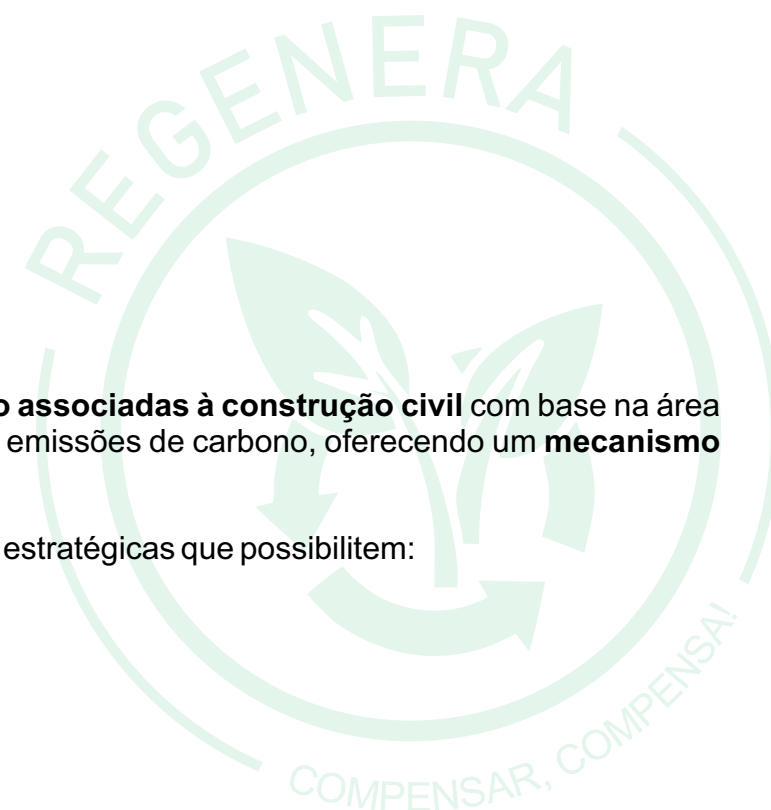 REGENERA
o associadas à construção civil com base na área
emissões de carbono, oferecendo um mecanismo
estratégicas que possibilitem:
COMPENSAR, COMPENSA!